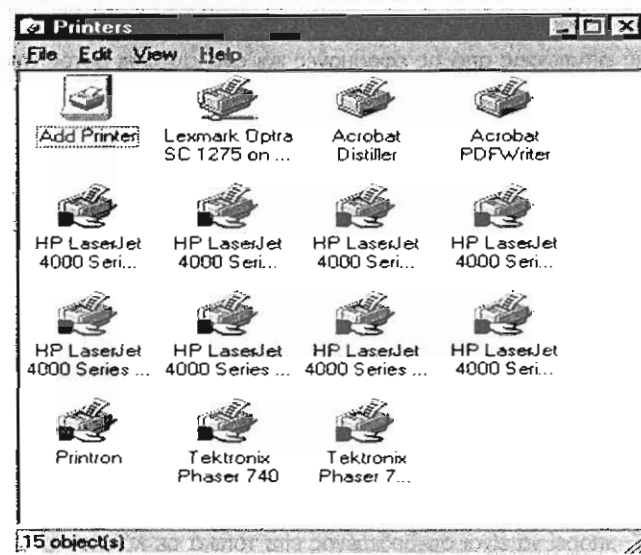 Printers
File Edit View Help
Add Printer
Lexmark Optra
SC 1275 on ...
Acrobat
Distiller
Acrobat
PDFWriter
HP LaserJet
4000 Seri...
HP LaserJet
4000 Seri...
HP LaserJet
4000 Seri...
HP LaserJet
4000 Seri...
HP LaserJet
4000 Series ...
HP LaserJet
4000 Series ...
HP LaserJet
4000 Series ...
HP LaserJet
4000 Seri...
Printron
Tektronix
Phaser 740
Tektronix
Phaser 7...
15 object(s)